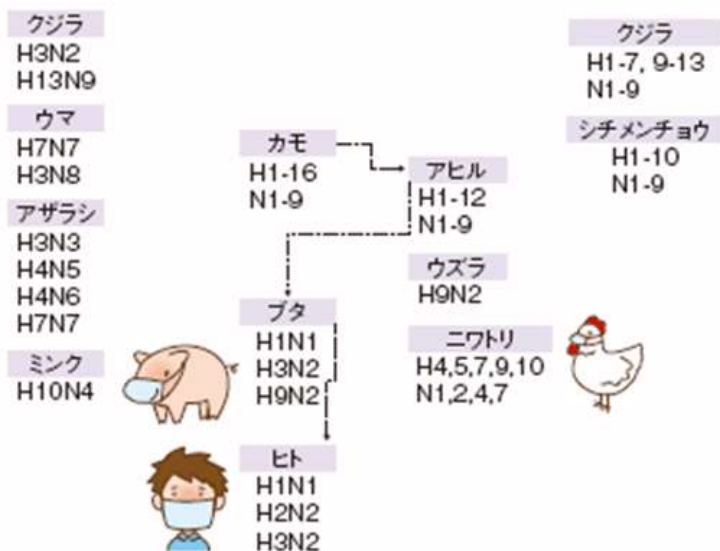 クジラ
H3N2
H13N9
ウマ
H7N7
H3N8
アザラシ
H3N3
H4N5
H4N6
H7N7
ミンク
H10N4
カモ
H1-16
N1-9
ブタ
H1N1
H3N2
H9N2
ヒト
H1N1
H2N2
H3N2
アヒル
H1-12
N1-9
ウズラ
H9N2
ニワトリ
H4,5,7,9,10
N1,2,4,7
クジラ
H1-7, 9-13
N1-9
シチメンチョウ
H1-10
N1-9